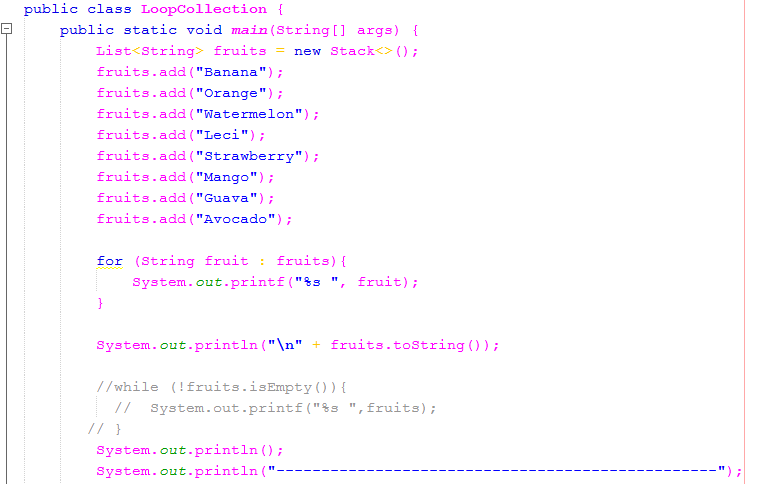 public class LoopCollection {
public static void main(String[] args) {
List<String> fruits = new Stack<>();
fruits.add("Banana");
fruits.add("Orange");
fruits.add("Watermelon");
fruits.add("Leci");
fruits.add("Strawberry");
fruits.add("Mango");
fruits.add("Guava");
fruits.add("Avocado");
for (String fruit : fruits){
System.out.printf("%s ", fruit);
}
System.out.println("\n" + fruits.toString());
//while (!fruits.isEmpty()){
//  System.out.printf("%s ",fruits);
// }
System.out.println();
System.out.println("-------------------------------------------------");